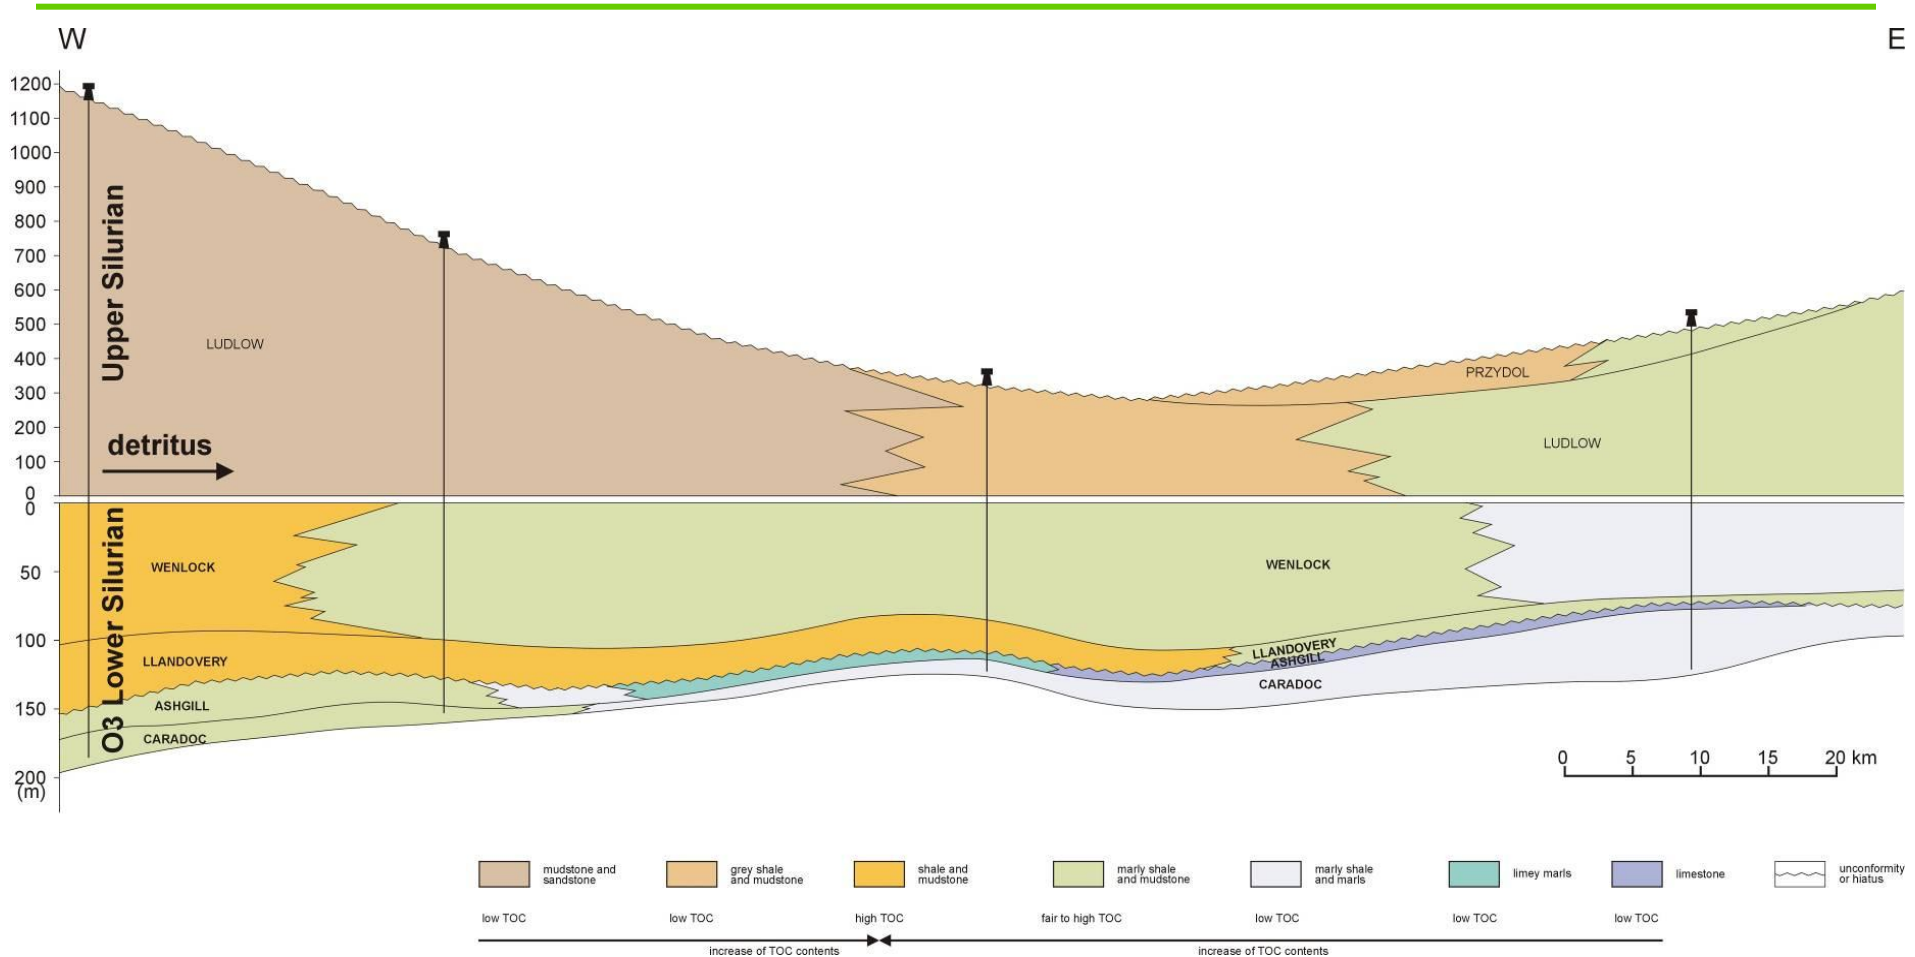 W
E
1200
1100
1000
900
800
700
600
500
400
300
200
100
0
0
50
100
150
200
(m)
Upper Silurian
O3 Lower Silurian
LUDLOW
detritus
PRZYDOL
LUDLOW
WENLOCK
WENLOCK
LLANDOVERY
LLANDOVERY
ASHGILL
ASHGILL
CARADOC
CARADOC
0 5 10 15 20 km
mudstone and
sandstone
grey shale
and mudstone
shale and
mudstone
marly shale
and mudstone
marly shale
and marls
limey marls
limestone
unconformity
or hiatus
low TOC
low TOC
high TOC
fair to high TOC
low TOC
low TOC
low TOC
increase of TOC contents
increase of TOC contents